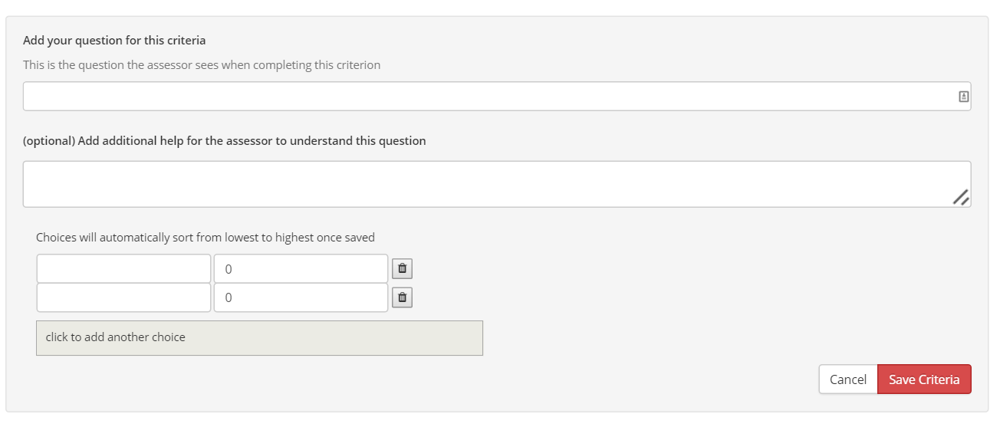 Add your question for this criteria
This is the question the assessor sees when completing this criterion
(optional) Add additional help for the assessor to understand this question
Choices will automatically sort from lowest to highest once saved
0
0
click to add another choice
Cancel Save Criteria